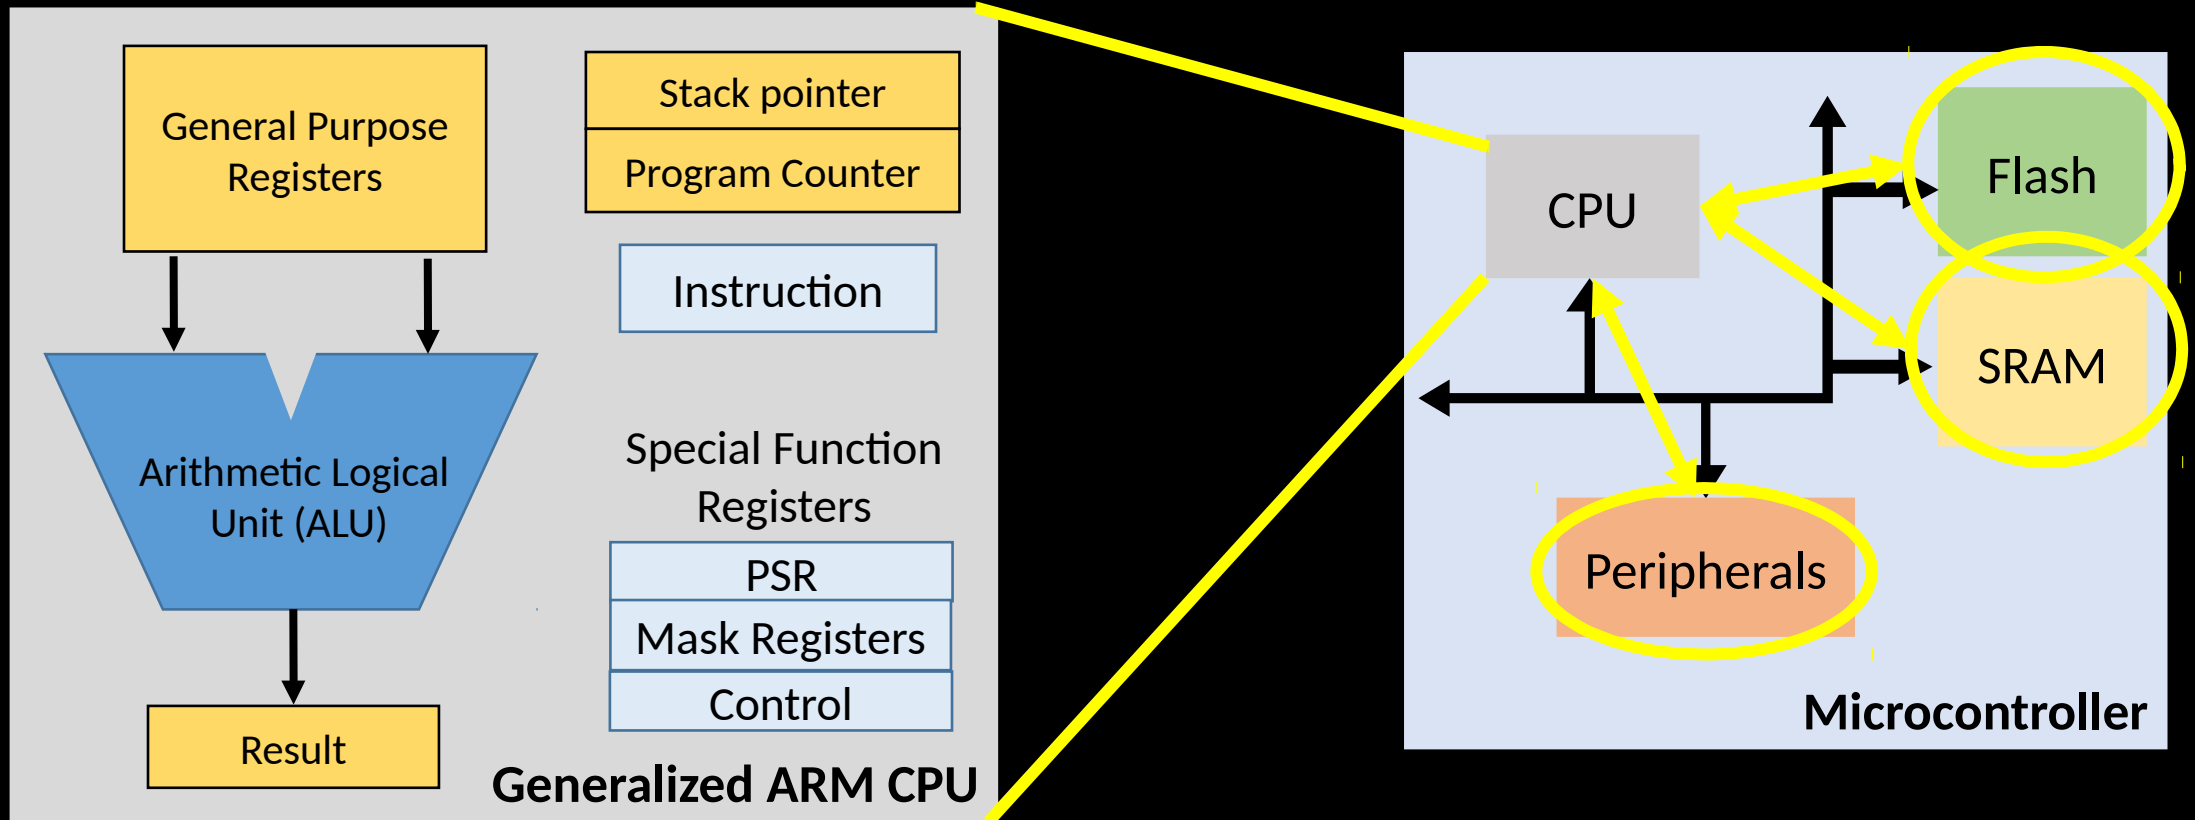 General Purpose
Registers
Stack pointer
Program Counter
Instruction
Arithmetic Logical
Unit (ALU)
Special Function
Registers
PSR
Mask Registers
Control
Result
Generalized ARM CPU
CPU
Flash
SRAM
Peripherals
Microcontroller